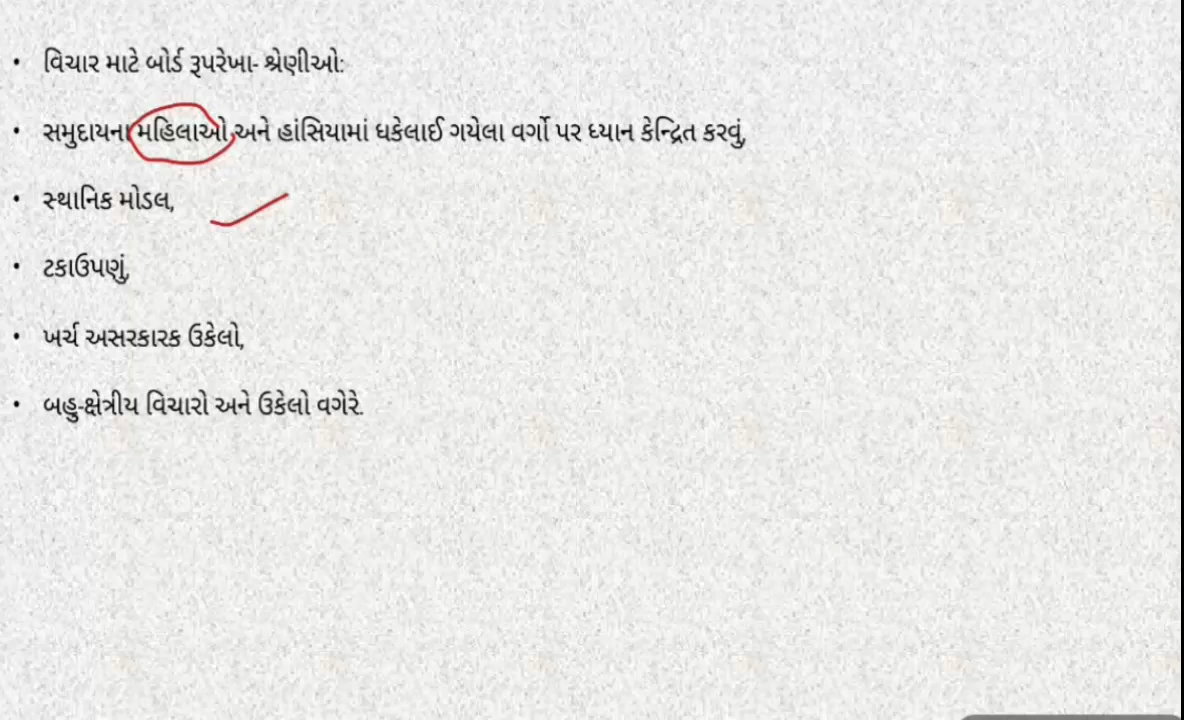 • વિચાર માટે બોર્ડ રૂપરેખા- શ્રેણીઓ:
• સમુદાયના મહિલાઓ અને હાંસિયામાં ધકેલાઈ ગયેલા વર્ગો પર ધ્યાન કેન્દ્રિત કરવું,
• સ્થાનિક મોડલ,
• ટકાઉપણું,
• ખર્ચ અસરકારક ઉકેલો,
• બહુ-ક્ષેત્રીય વિચારો અને ઉકેલો વગેરે.